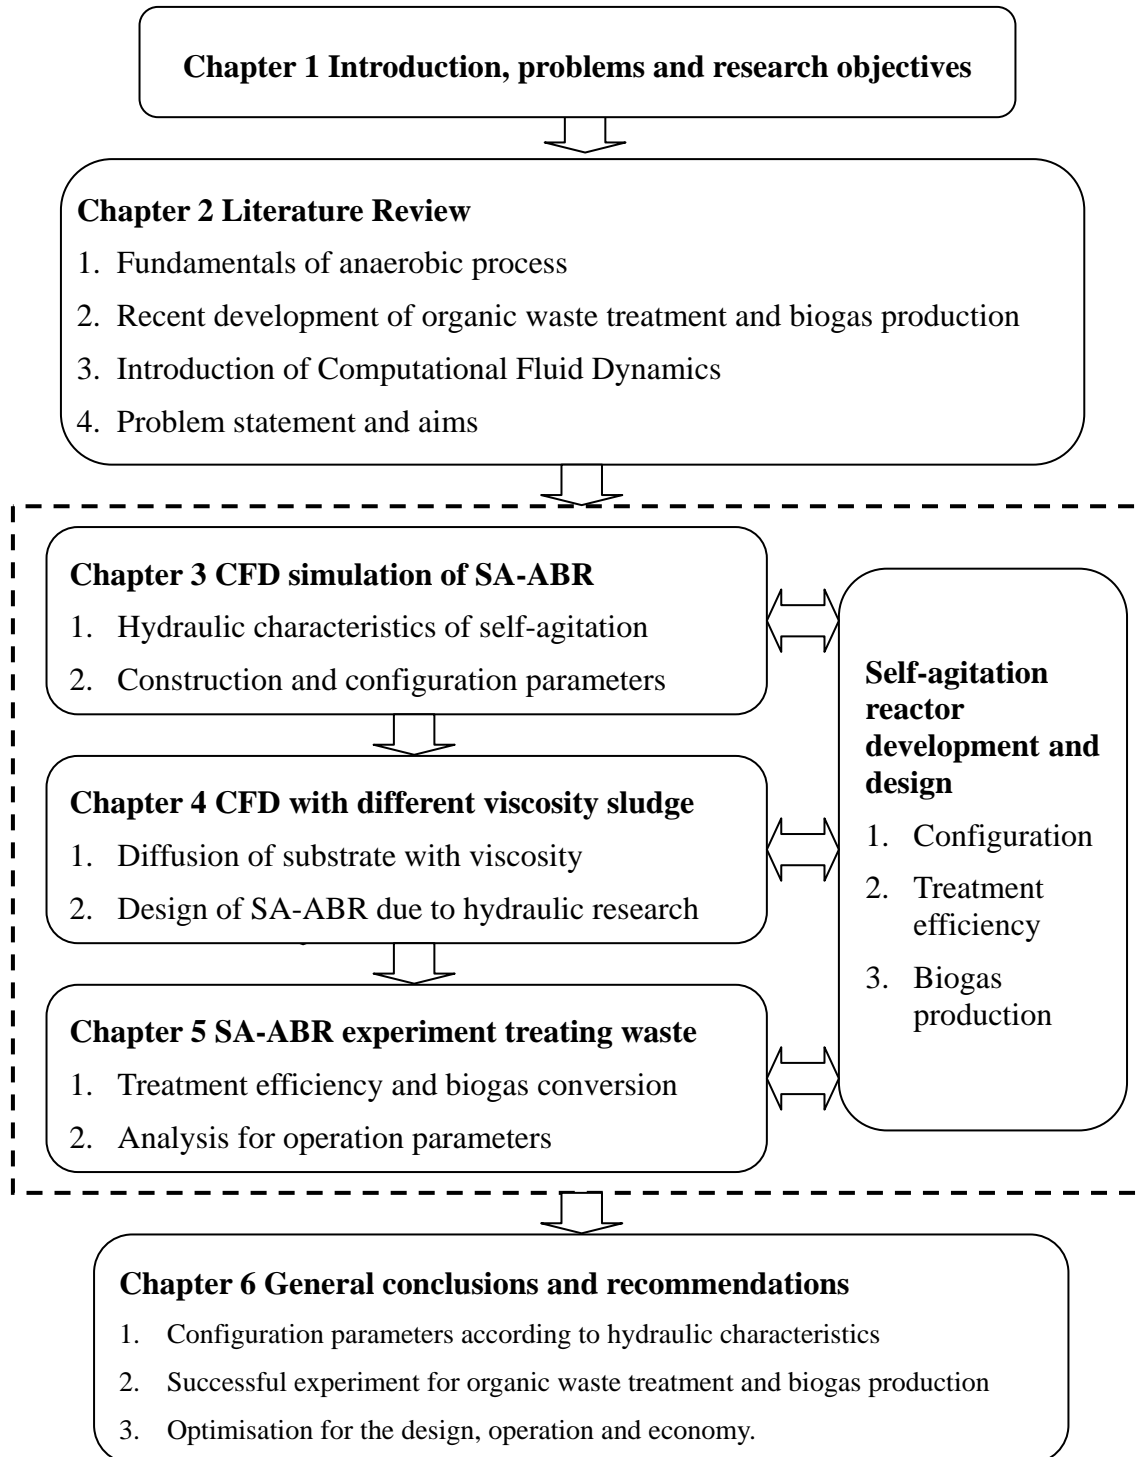 Chapter 1 Introduction, problems and research objectives
Chapter 2 Literature Review
1. Fundamentals of anaerobic process
2. Recent development of organic waste treatment and biogas production
3. Introduction of Computational Fluid Dynamics
4. Problem statement and aims
Chapter 3 CFD simulation of SA-ABR
1. Hydraulic characteristics of self-agitation
2. Construction and configuration parameters
Chapter 4 CFD with different viscosity sludge
1. Diffusion of substrate with viscosity
2. Design of SA-ABR due to hydraulic research
Chapter 5 SA-ABR experiment treating waste
1. Treatment efficiency and biogas conversion
2. Analysis for operation parameters
Self-agitation
reactor
development and
design
1. Configuration
2. Treatment
efficiency
3. Biogas
production
Chapter 6 General conclusions and recommendations
1. Configuration parameters according to hydraulic characteristics
2. Successful experiment for organic waste treatment and biogas production
3. Optimisation for the design, operation and economy.